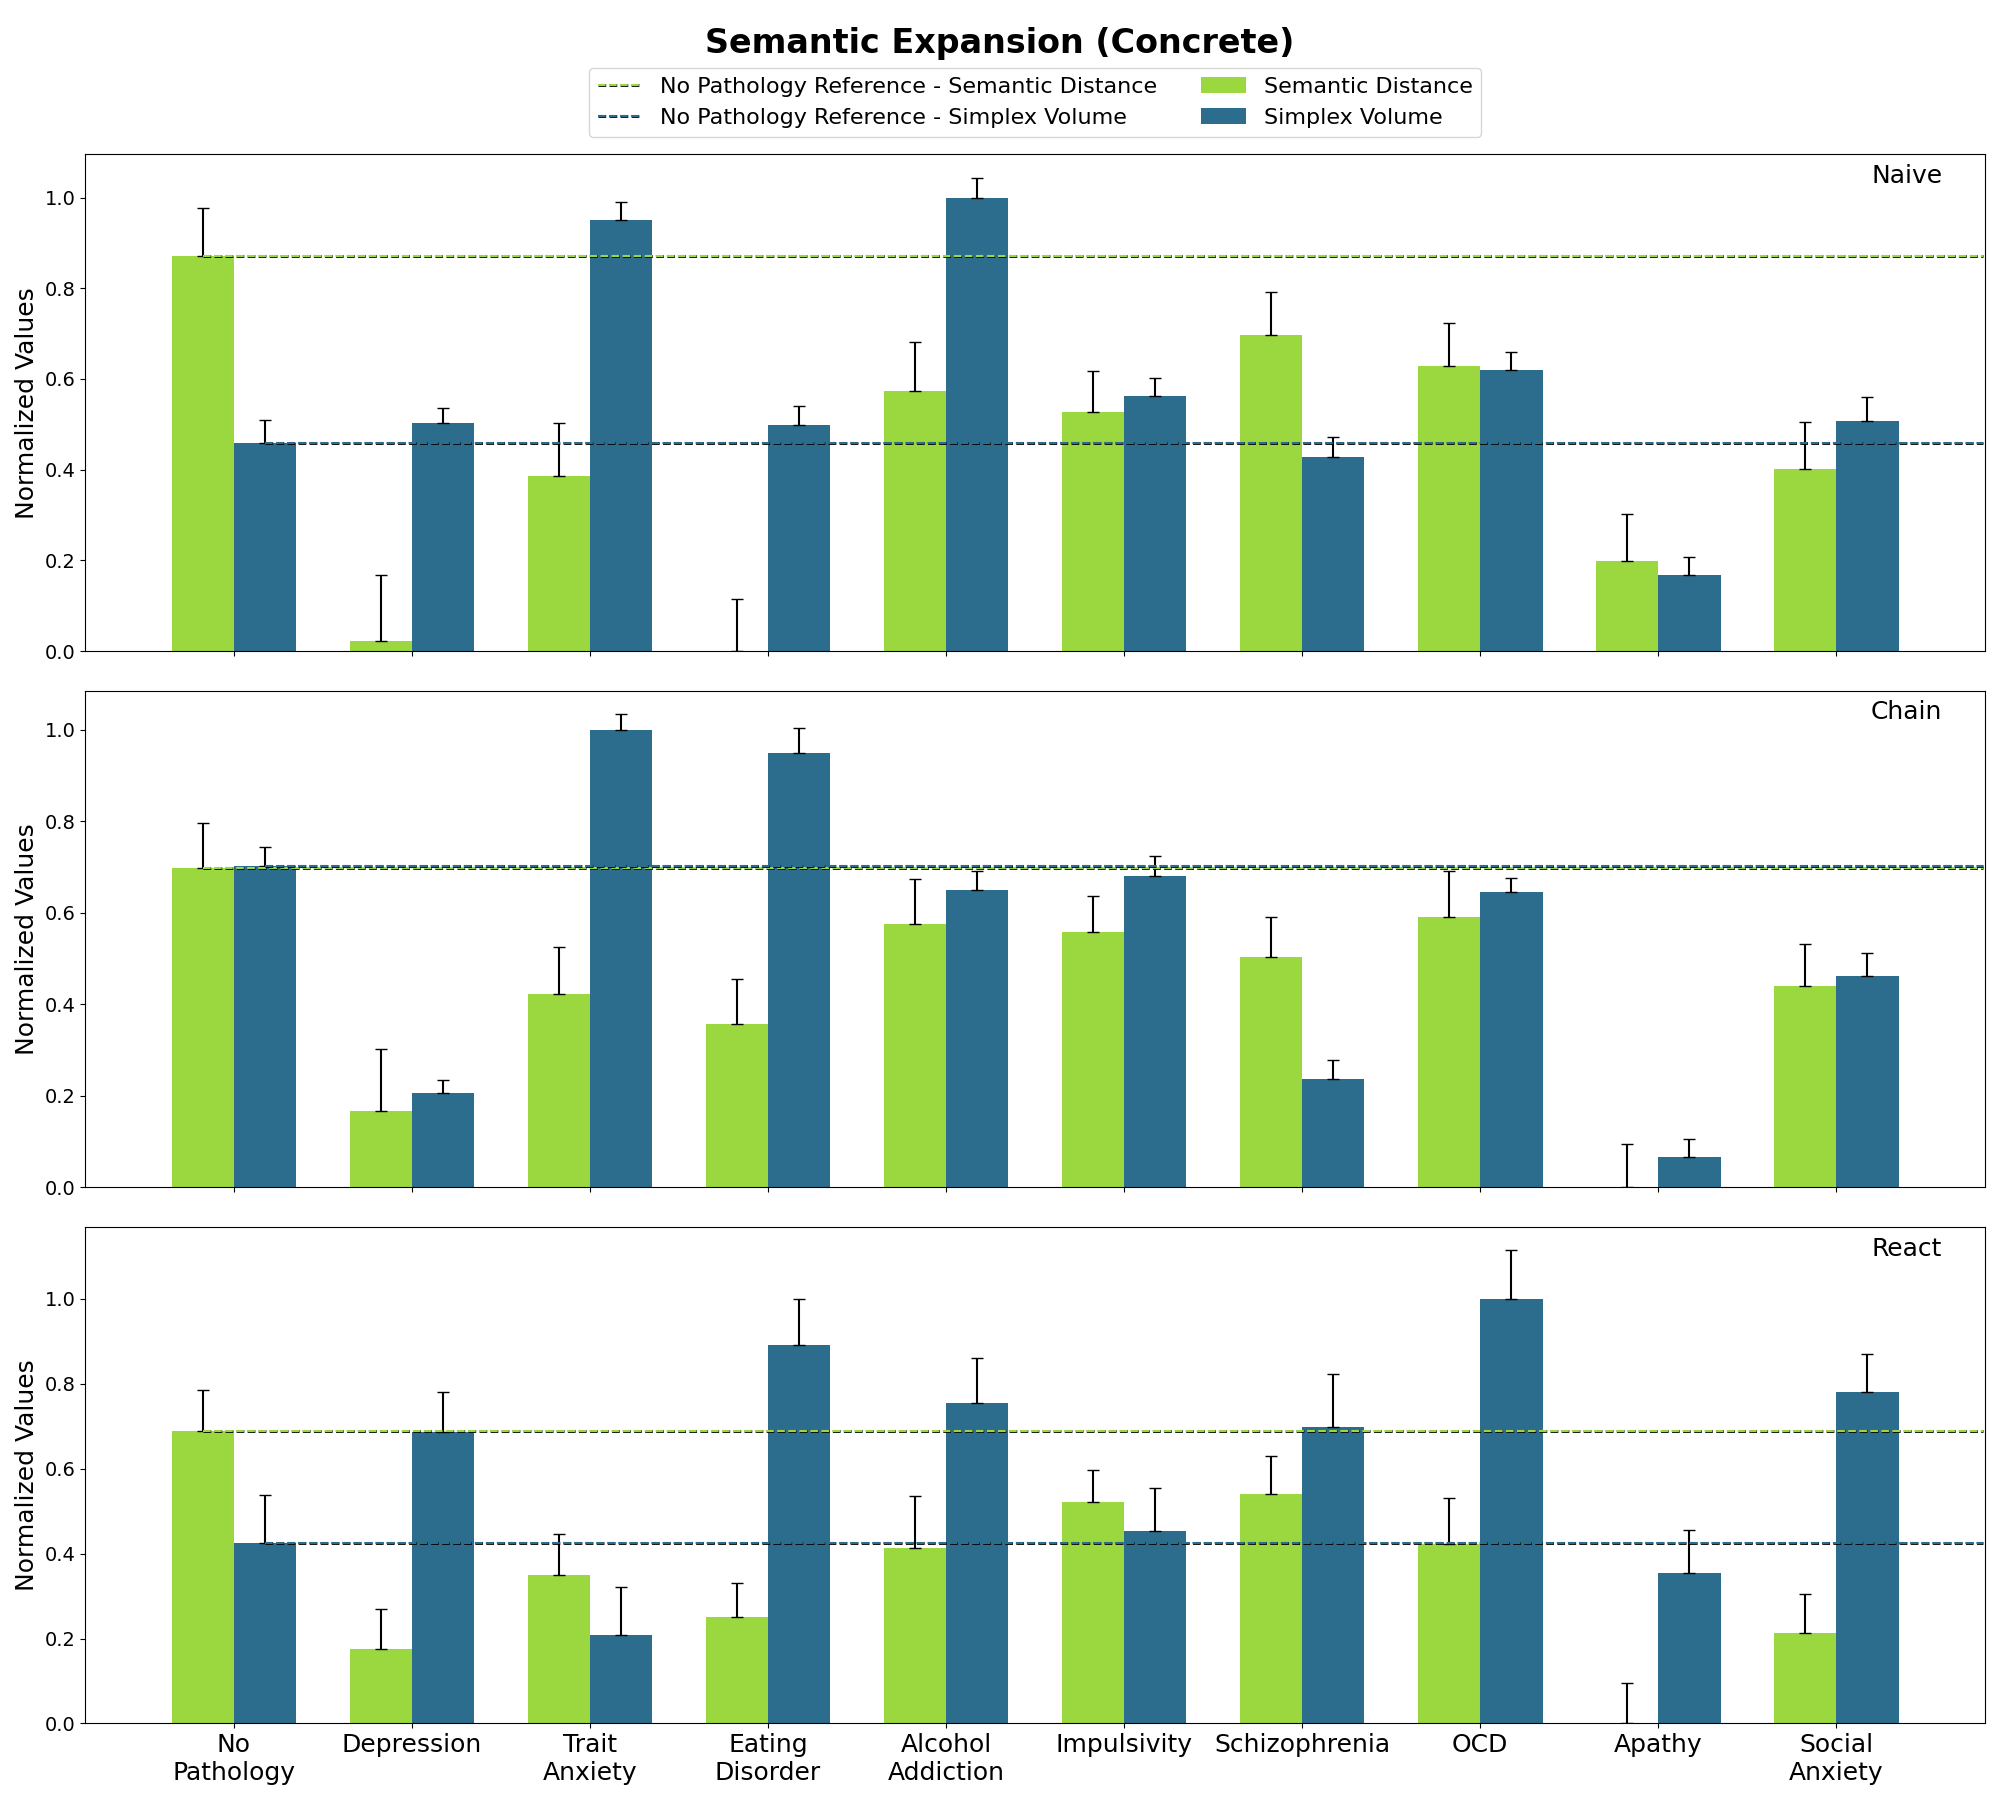 Semantic Expansion (Concrete)
No Pathology Reference - Semantic Distance
No Pathology Reference - Simplex Volume
Semantic Distance
Simplex Volume
Naive
Normalized Values
1.0
0.8
0.6
0.4
0.2
0.0
Chain
Normalized Values
1.0
0.8
0.6
0.4
0.2
0.0
React
Normalized Values
1.0
0.8
0.6
0.4
0.2
0.0
No
Pathology
Depression
Trait
Anxiety
Eating
Disorder
Alcohol
Addiction
Impulsivity
Schizophrenia
OCD
Apathy
Social
Anxiety